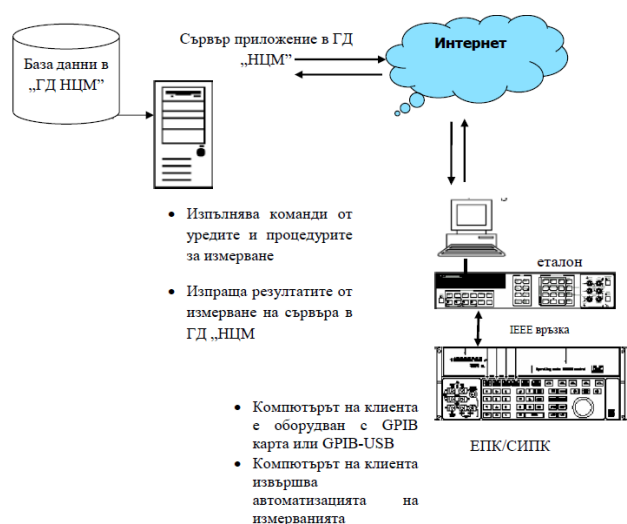 База данни в
„ГД НЦМ”
Сървър приложение в ГД
„НЦМ”
Интернет
• Изпълнява команди от
уредите и процедурите
за измерване
• Изпраща резултатите от
измерване на сървъра в
ГД „НЦМ
еталон
IEEE връзка
ЕПК/СИПК
• Компютърът на клиента
е оборудван с GPIB
карта или GPIB-USB
• Компютърът на клиента
извършва
автоматизацията на
измерванията